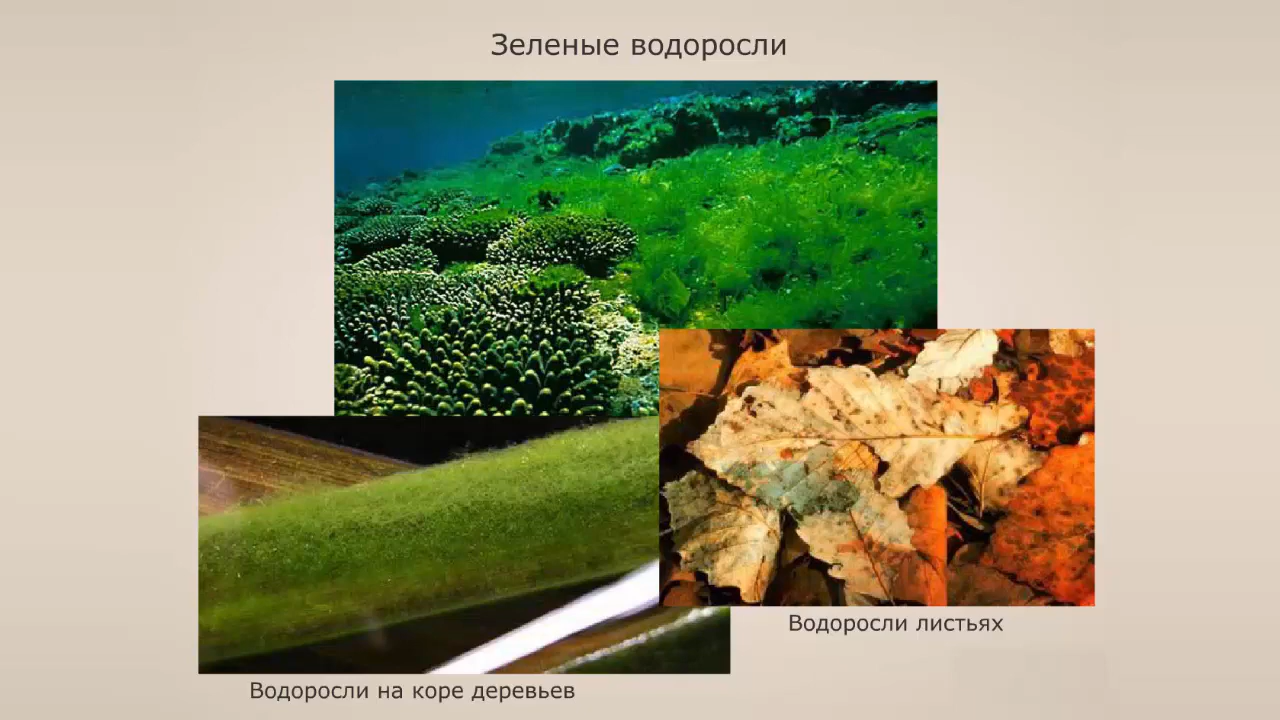 Зеленые водоросли
Водоросли листьях
Водоросли на коре деревьев